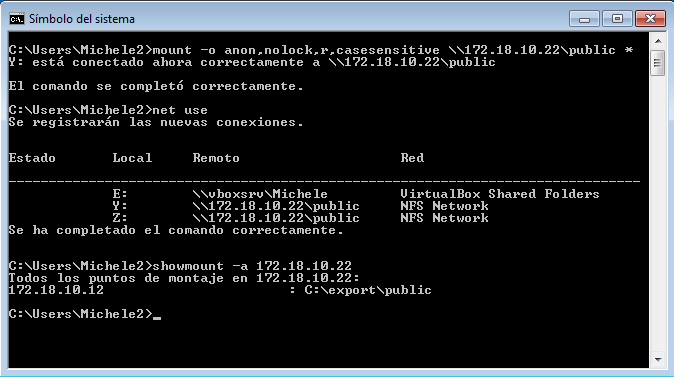 Símbolo del sistema
C:\Users\Michele2>mount -o anon,nolock,r,casesensitive \\172.18.10.22\public *
Y: está conectado ahora correctamente a \\172.18.10.22\public
El comando se completó correctamente.
C:\Users\Michele2>net use
Se registrarán las nuevas conexiones.
Estado Local Remoto Red
-------------------------------------------------------------------------------
E: \\vboxsrv\Michele VirtualBox Shared Folders
Y: \\172.18.10.22\public NFS Network
Z: \\172.18.10.22\public NFS Network
Se ha completado el comando correctamente.
C:\Users\Michele2>showmount -a 172.18.10.22
Todos los puntos de montaje en 172.18.10.22:
172.18.10.12 : C:\export\public
C:\Users\Michele2>_